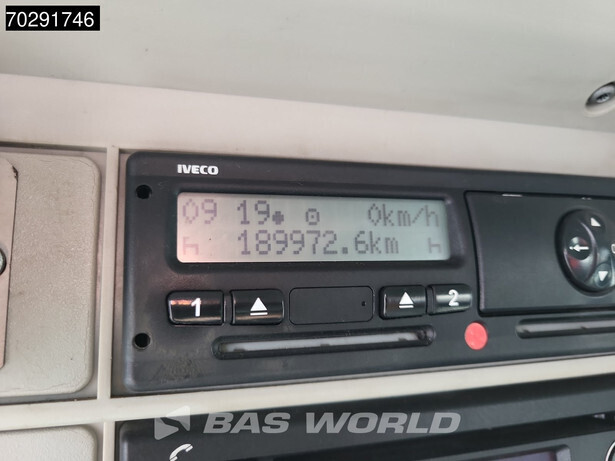 70291746
IVECO
09 19 0km/h
h 189972.6km h
1 2
BAS WORLD